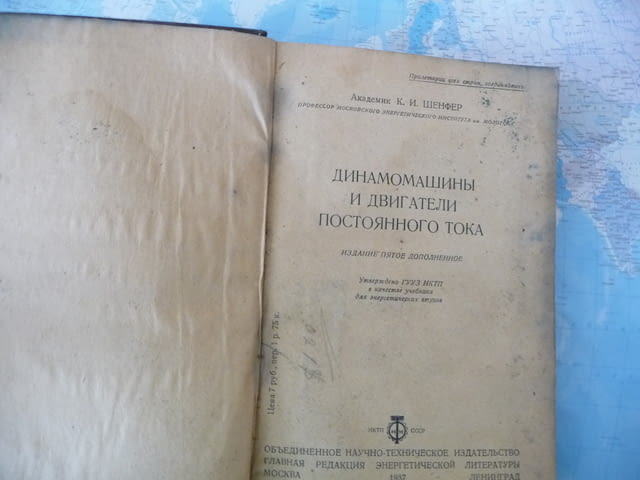 Пролетарии всех стран, соединяйтесь
Академик К. И. ШЕНФЕР
ПРОФЕССОР МОСКОВСКОГО ЭНЕРГЕТИЧЕСКОГО ИНСТИТУТА им. МОЛОТОВА
ДИНАМОМАШИНЫ
И ДВИГАТЕЛИ
ПОСТОЯННОГО ТОКА
ИЗДАНИЕ ПЯТОЕ ДОПОЛНЕННОЕ
Утверждено ГУУЗ НКТП
в качестве учебника
для энергетических втузов
Цена 7 руб., пер. 1 р. 75 к.
НКТП СССР
ОБЪЕДИНЕННОЕ НАУЧНО-ТЕХНИЧЕСКОЕ ИЗДАТЕЛЬСТВО
ГЛАВНАЯ РЕДАКЦИЯ ЭНЕРГЕТИЧЕСКОЙ ЛИТЕРАТУРЫ
МОСКВА 1937 ЛЕНИНГРАД